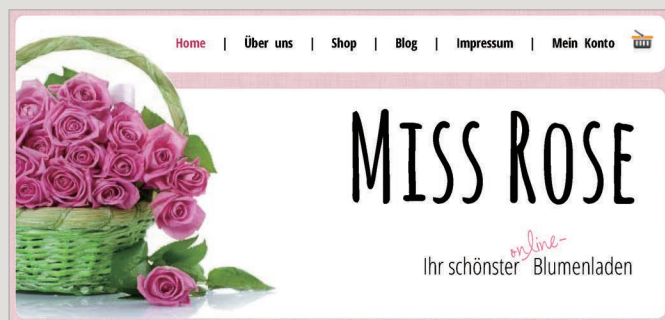 Home | Über uns | Shop | Blog | Impressum | Mein Konto
MISS ROSE
online-
Ihr schönster Blumenladen